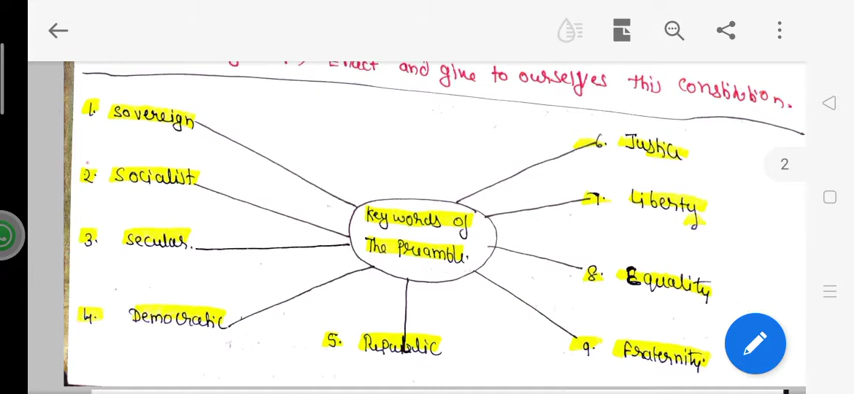 Enact and give to ourselves this constitution.
1. Sovereign
2. Socialist
3. Secular
4. Democratic
5. Republic
Key words of
The Preamble.
6. Justice
7. Liberty
8. Equality
9. Fraternity.
2